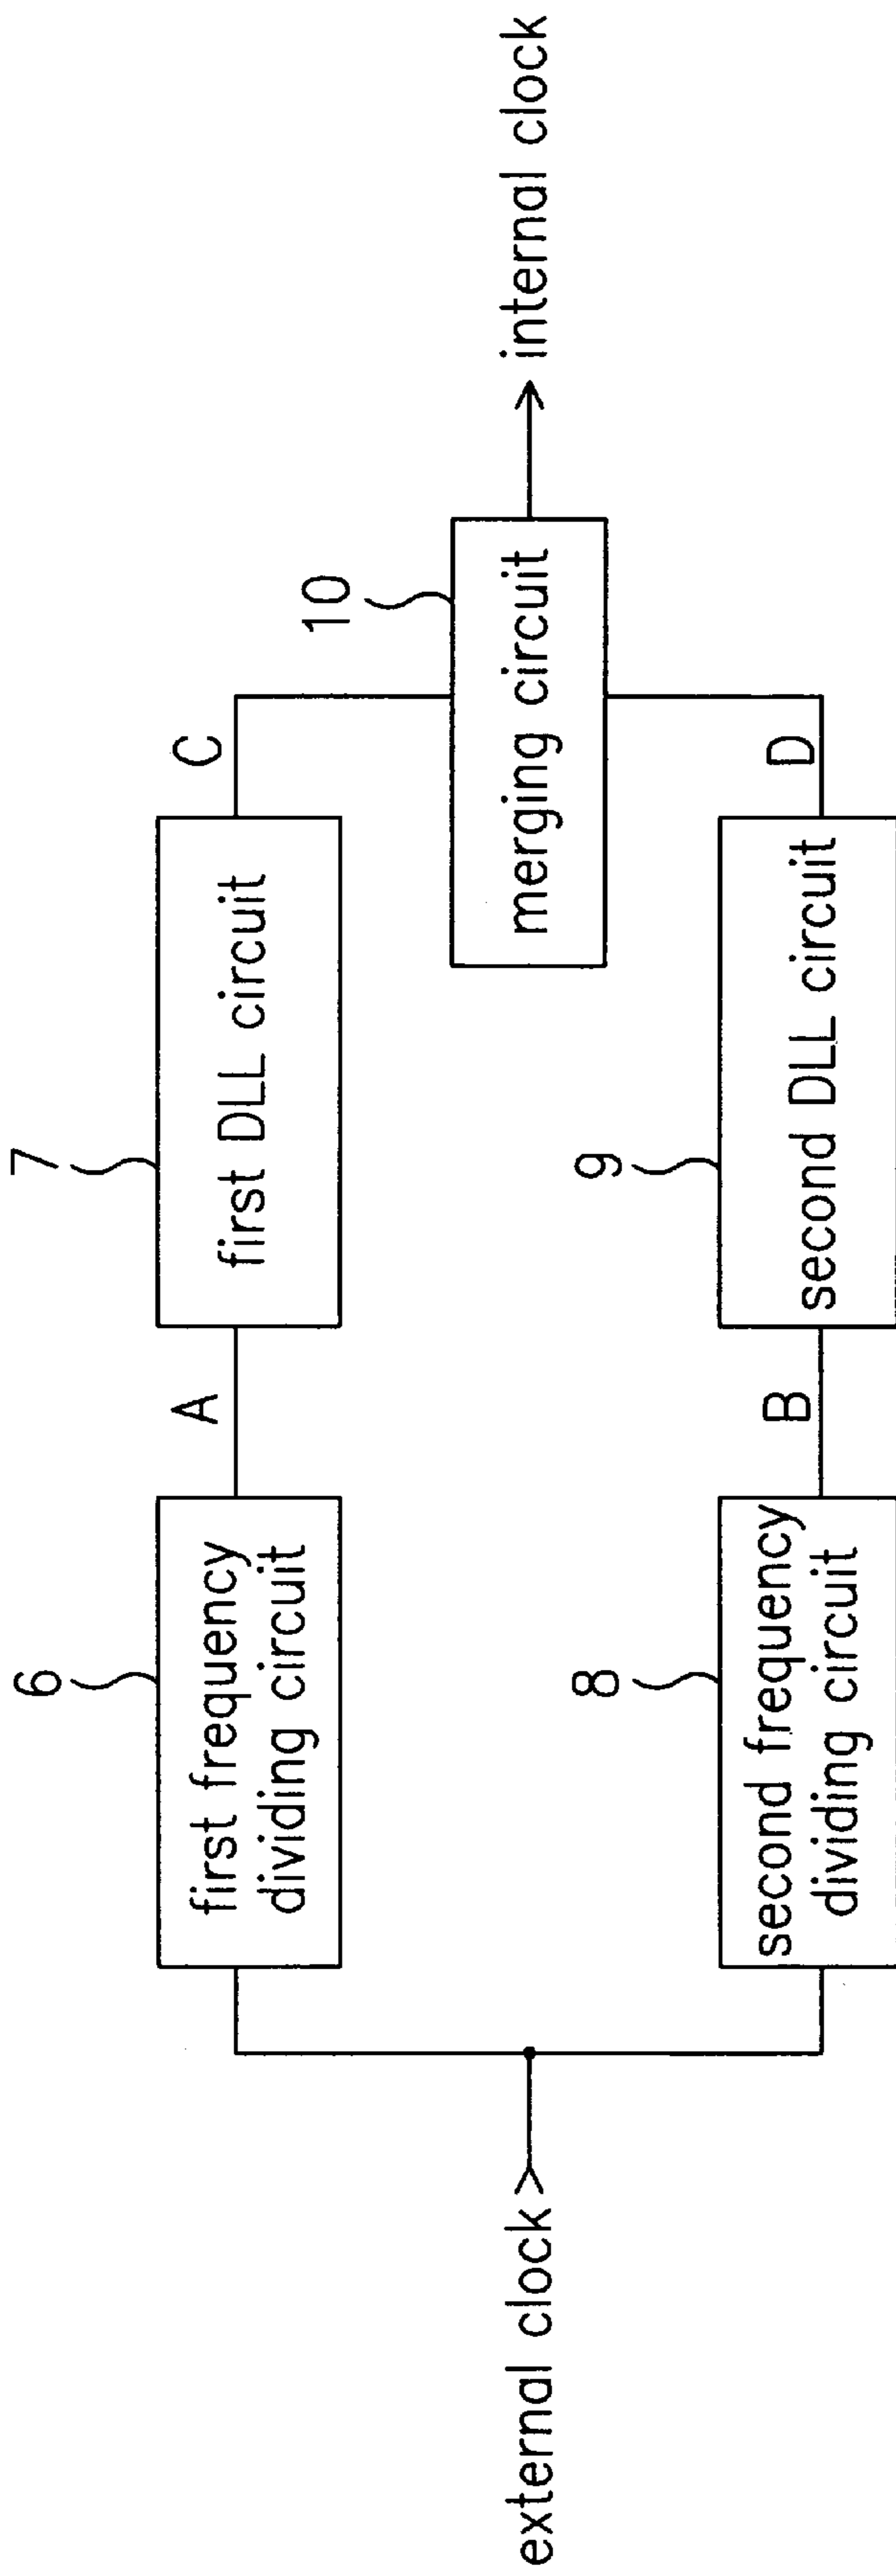 6
first frequency
dividing circuit
A
7
first DLL circuit
C
external clock
10
merging circuit
internal clock
8
second frequency
dividing circuit
B
9
second DLL circuit
D